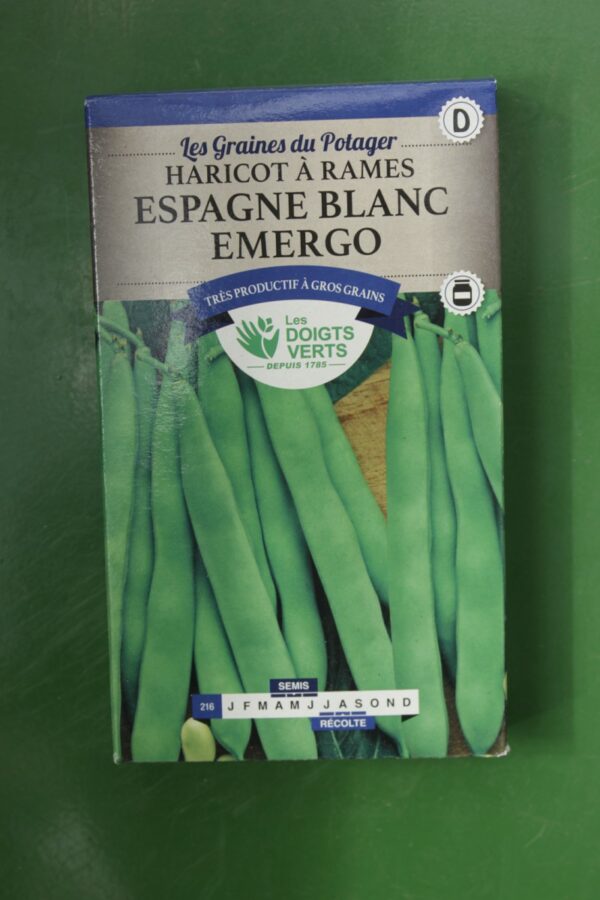 D
Les Graines du Potager
HARICOT À RAMES
ESPAGNE BLANC
EMERGO
TRÈS PRODUCTIF À GROS GRAINS
Les
DOIGTS
VERTS
DEPUIS 1785
SEMIS
216 J F M A M J J A S O N D
RÉCOLTE